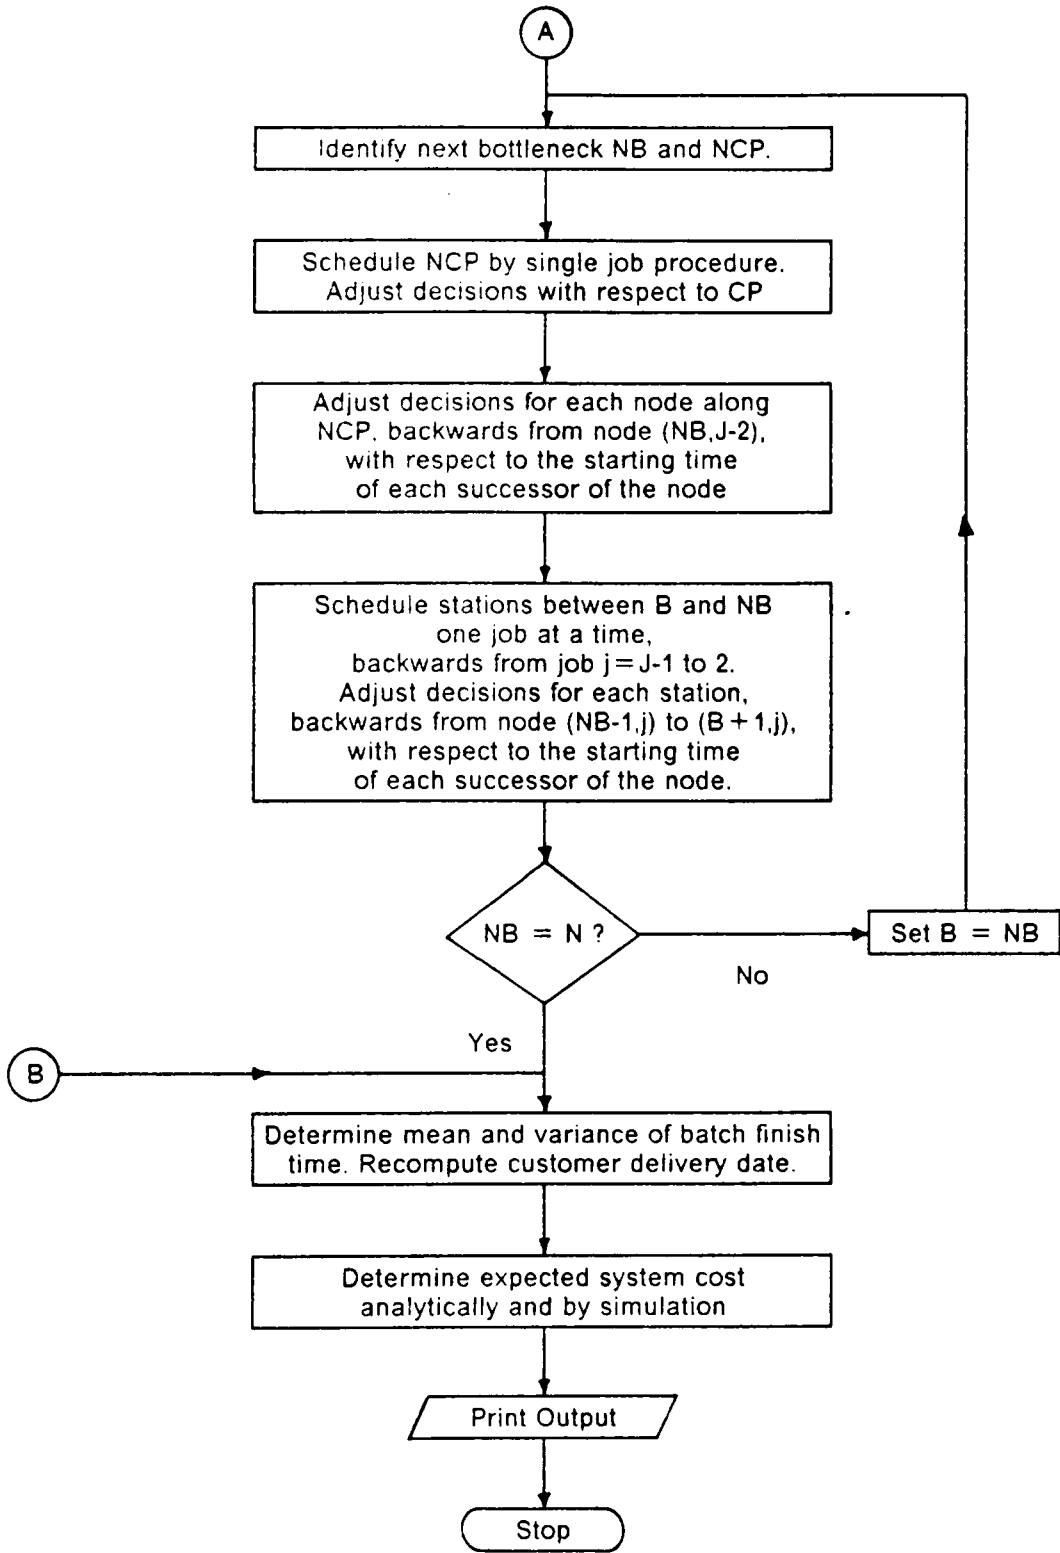 A
Identify next bottleneck NB and NCP.
Schedule NCP by single job procedure.
Adjust decisions with respect to CP
Adjust decisions for each node along
NCP, backwards from node (NB,J-2),
with respect to the starting time
of each successor of the node
Schedule stations between B and NB
one job at a time,
backwards from job j=J-1 to 2.
Adjust decisions for each station,
backwards from node (NB-1,j) to (B+1,j),
with respect to the starting time
of each successor of the node.
NB = N ?
Set B = NB
No
Yes
B
Determine mean and variance of batch finish
time. Recompute customer delivery date.
Determine expected system cost
analytically and by simulation
Print Output
Stop